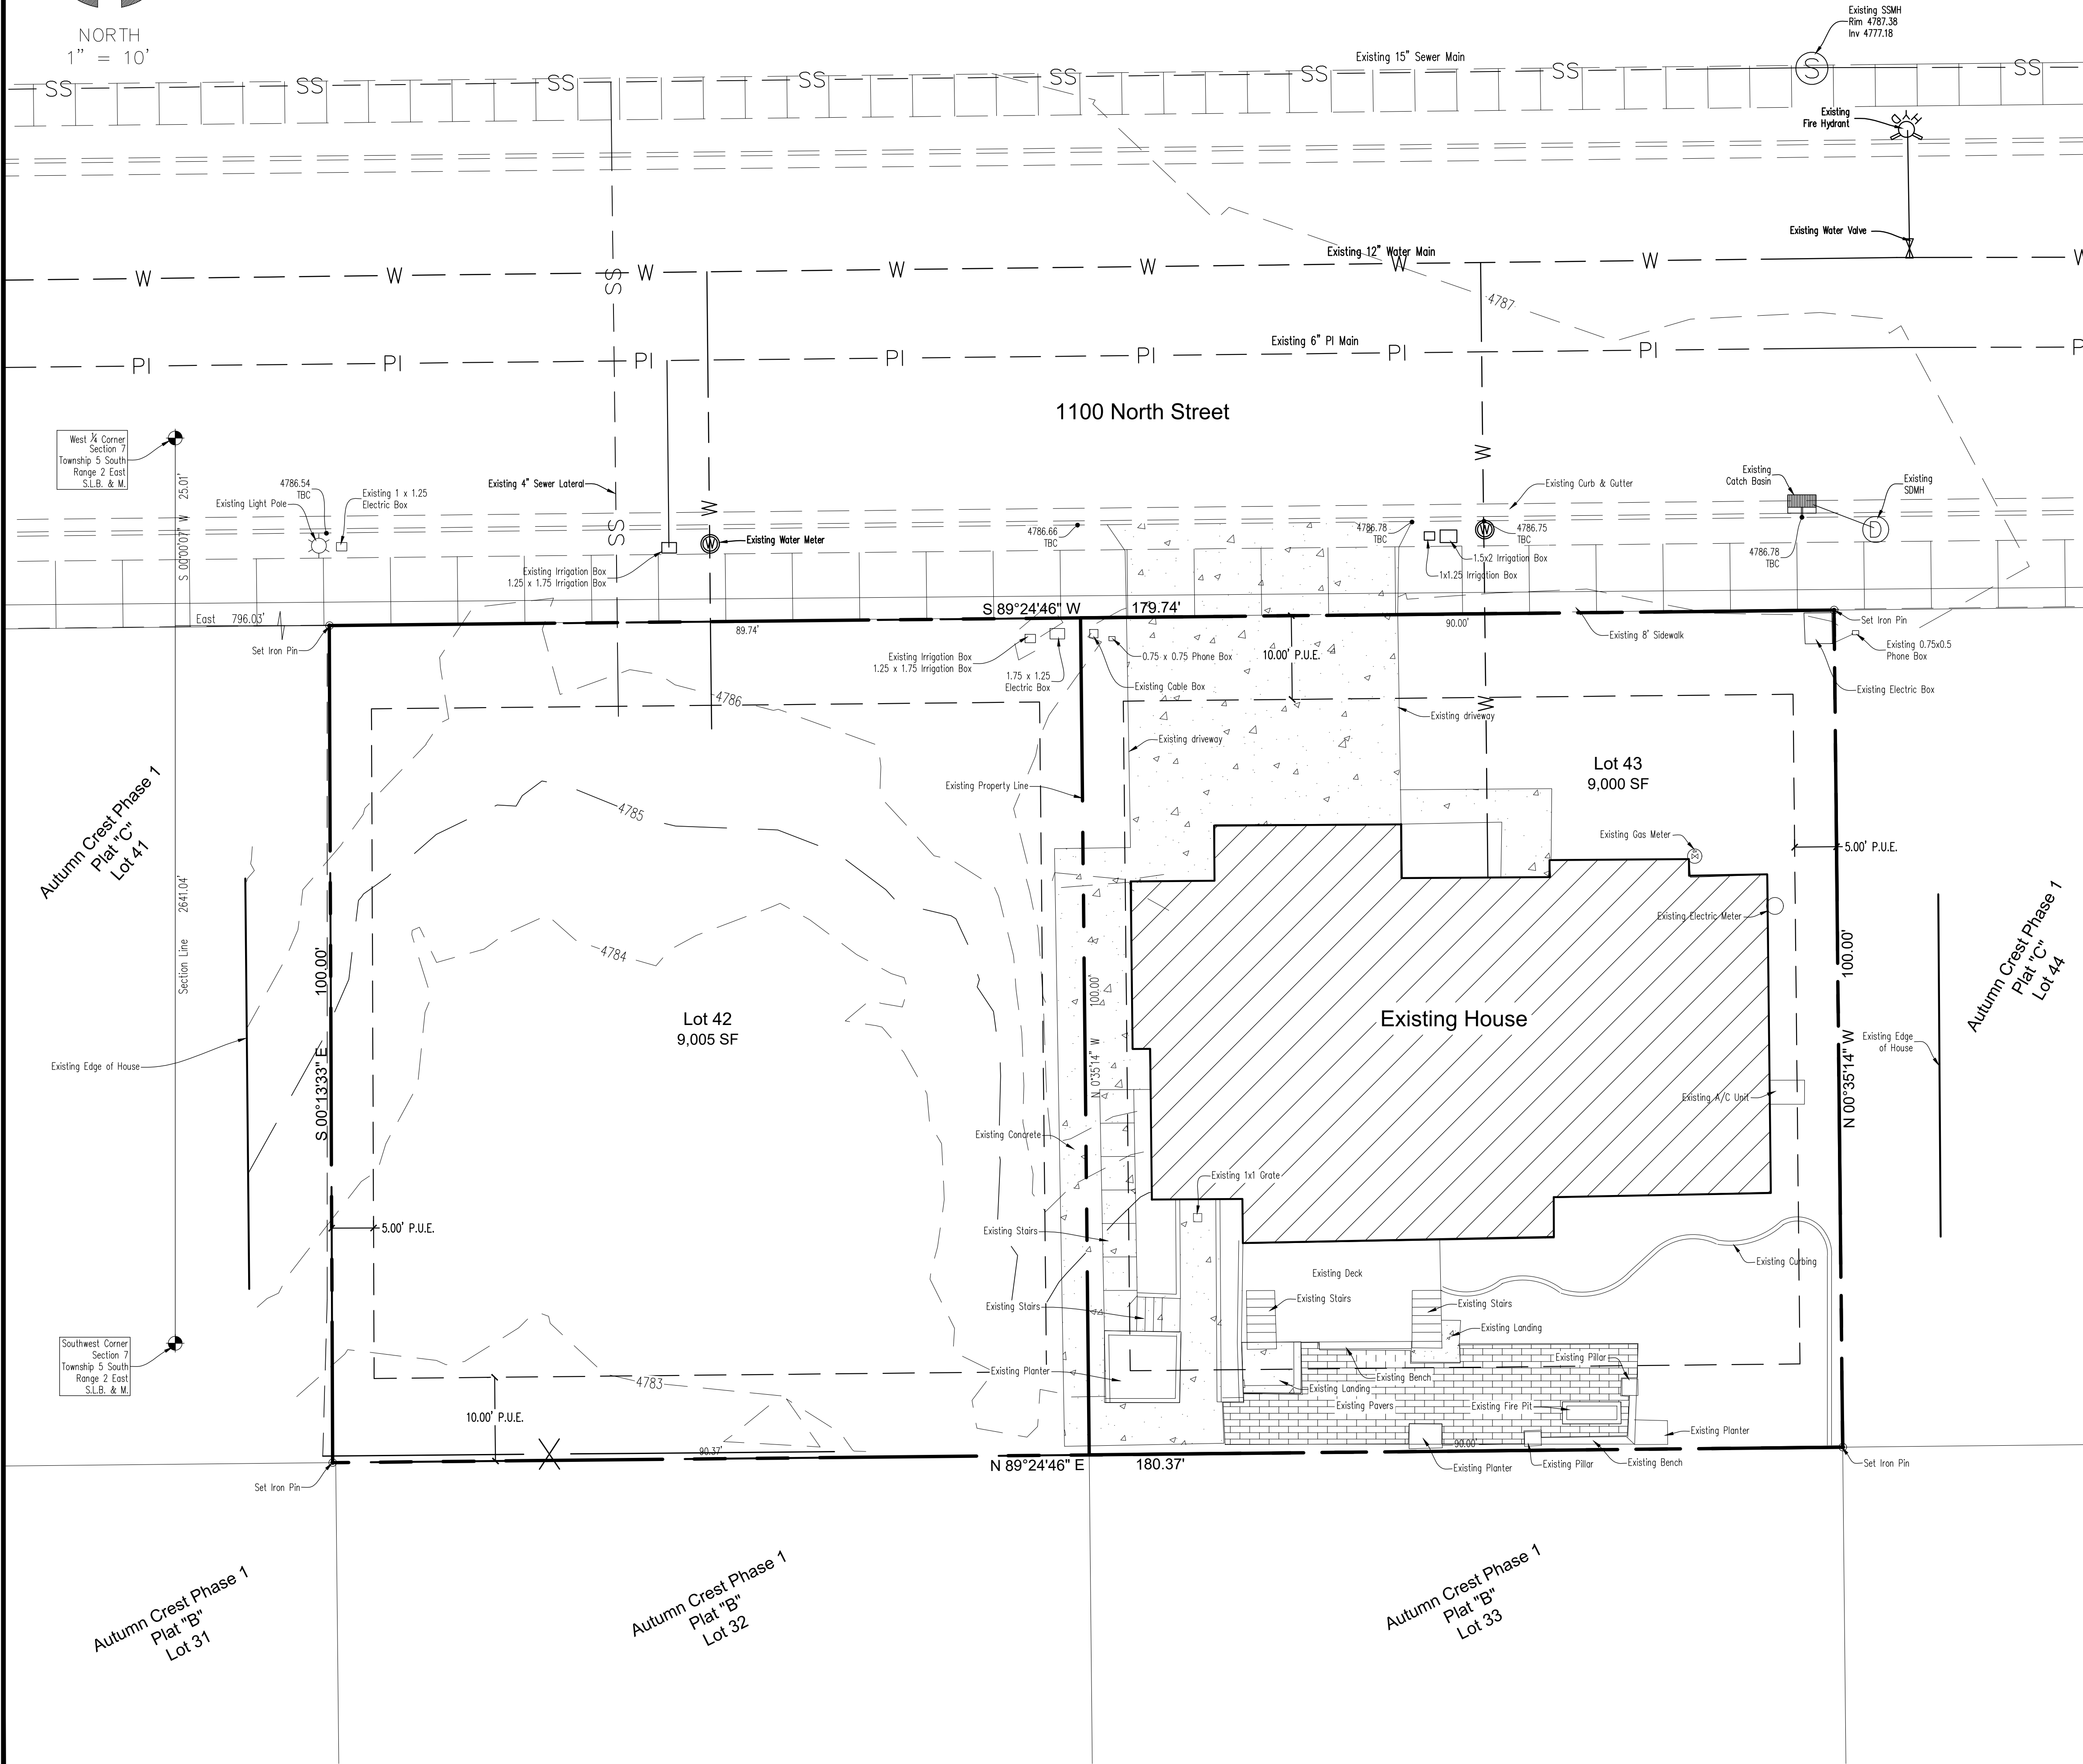 NORTH
1" = 10'
Existing SSMH
Rim 4787.38
Inv 4777.18
Existing 15" Sewer Main
SS SS SS SS SS SS SS SS
S
Existing
Fire Hydrant
HYD
Existing Water Valve
Existing 12" Water Main
W W W W W W W W
SS
4787
Existing 6" PI Main
PI PI PI PI PI PI PI P
1100 North Street
W
West ¼ Corner
Section 7
Township 5 South
Range 2 East
S.L.B. & M.
S 00°00'07" W 25.01'
4786.54
TBC
Existing Light Pole
Existing 1 x 1.25
Electric Box
Existing 4" Sewer Lateral
SS
W
W
Existing Water Meter
Existing Irrigation Box
1.25 x 1.75 Irrigation Box
4786.66
TBC
4786.78
TBC
W
4786.75
TBC
Existing Curb & Gutter
1.5x2 Irrigation Box
1x1.25 Irrigation Box
Existing
Catch Basin
Existing
SDMH
D
4786.78
TBC
East 796.03'
S 89°24'46" W 179.74'
89.74'
90.00'
Set Iron Pin
Existing 8' Sidewalk
Set Iron Pin
Existing 0.75x0.5
Phone Box
Existing Electric Box
Existing Irrigation Box
1.25 x 1.75 Irrigation Box
1.75 x 1.25
Electric Box
0.75 x 0.75 Phone Box
Existing Cable Box
10.00' P.U.E.
4786
W
Existing driveway
Existing driveway
Existing Property Line
4785
Lot 43
9,000 SF
Autumn Crest Phase 1
Plat "C"
Lot 41
Existing Gas Meter
5.00' P.U.E.
Section Line 2641.04'
4784
Existing Electric Meter
S 00°13'33" E 100.00'
N 0°35'14" W 100.00'
N 00°35'14" W 100.00'
Autumn Crest Phase 1
Plat "C"
Lot 44
Lot 42
9,005 SF
Existing House
Existing Edge of House
Existing Edge
of House
Existing A/C Unit
Existing Concrete
Existing 1x1 Grate
5.00' P.U.E.
Existing Stairs
Existing Curbing
Existing Deck
Existing Stairs
Existing Stairs
Existing Stairs
Existing Landing
Southwest Corner
Section 7
Township 5 South
Range 2 East
S.L.B. & M.
4783
Existing Planter
Existing Pillar
Existing Bench
Existing Landing
Existing Pavers
Existing Fire Pit
10.00' P.U.E.
Existing Planter
X
90.37'
90.00'
N 89°24'46" E 180.37'
Existing Planter
Existing Pillar
Existing Bench
Set Iron Pin
Set Iron Pin
Autumn Crest Phase 1
Plat "B"
Lot 31
Autumn Crest Phase 1
Plat "B"
Lot 32
Autumn Crest Phase 1
Plat "B"
Lot 33